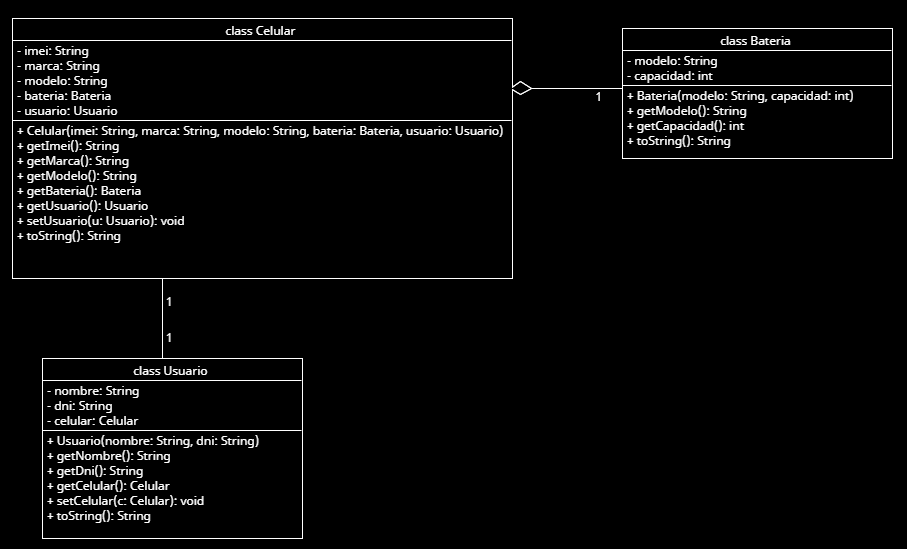 class Celular
- imei: String
- marca: String
- modelo: String
- bateria: Bateria
- usuario: Usuario
+ Celular(imei: String, marca: String, modelo: String, bateria: Bateria, usuario: Usuario)
+ getImei(): String
+ getMarca(): String
+ getModelo(): String
+ getBateria(): Bateria
+ getUsuario(): Usuario
+ setUsuario(u: Usuario): void
+ toString(): String
1
class Bateria
- modelo: String
- capacidad: int
+ Bateria(modelo: String, capacidad: int)
+ getModelo(): String
+ getCapacidad(): int
+ toString(): String
1
1
class Usuario
- nombre: String
- dni: String
- celular: Celular
+ Usuario(nombre: String, dni: String)
+ getNombre(): String
+ getDni(): String
+ getCelular(): Celular
+ setCelular(c: Celular): void
+ toString(): String